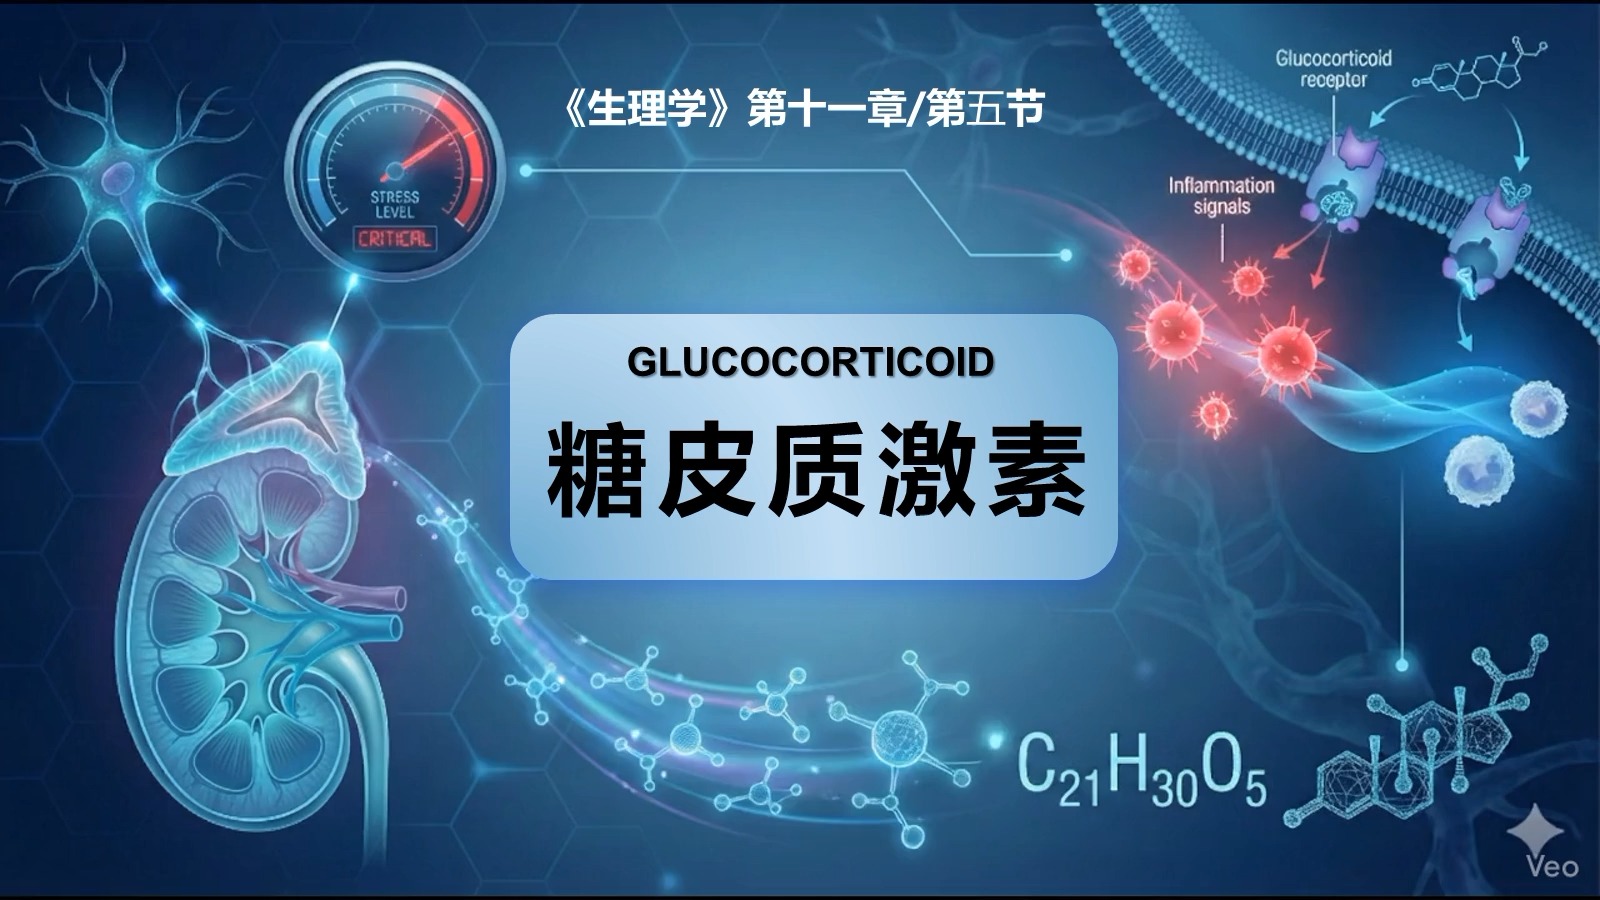 《生理学》第十一章/第五节
Glucocorticoid
receptor
STRESS
LEVEL
CRITICAL
Inflammation
signals
GLUCOCORTICOID
糖皮质激素
C₂₁H₃₀O₅
Veo